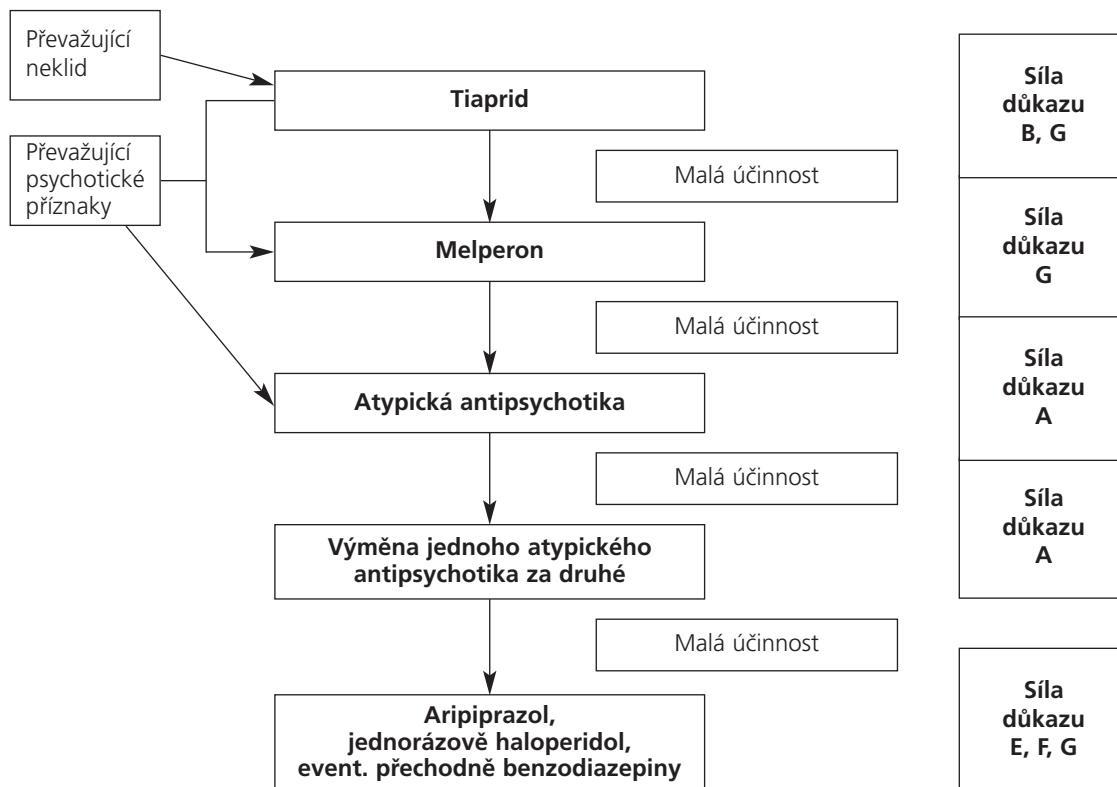 Převažující
neklid
Tiaprid
Síla
důkazu
B, G
Převažující
psychotické
příznaky
Malá účinnost
Melperon
Síla
důkazu
G
Malá účinnost
Atypická antipsychotika
Síla
důkazu
A
Malá účinnost
Výměna jednoho atypického
antipsychotika za druhé
Síla
důkazu
A
Malá účinnost
Aripiprazol,
jednorázově haloperidol,
event. přechodně benzodiazepiny
Síla
důkazu
E, F, G